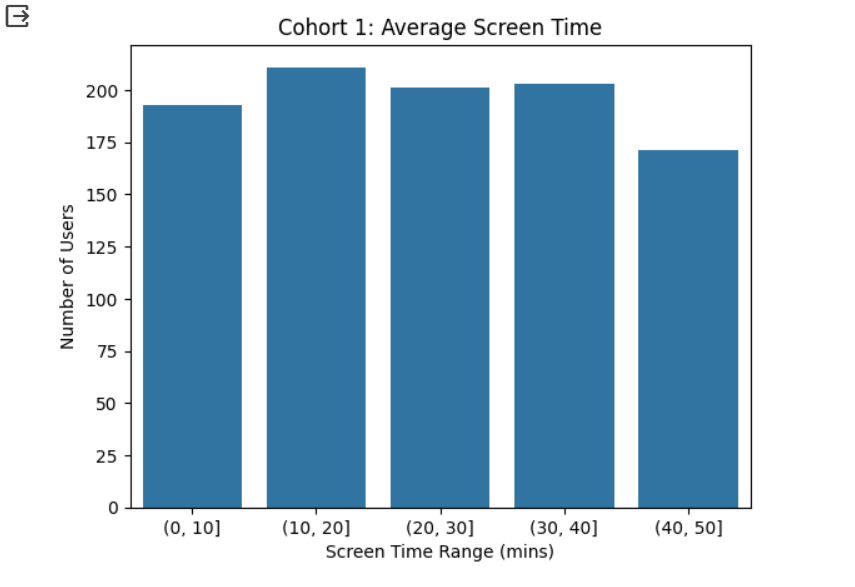 Cohort 1: Average Screen Time
200
175
150
125
100
75
50
25
0
Number of Users
(0, 10] (10, 20] (20, 30] (30, 40] (40, 50]
Screen Time Range (mins)